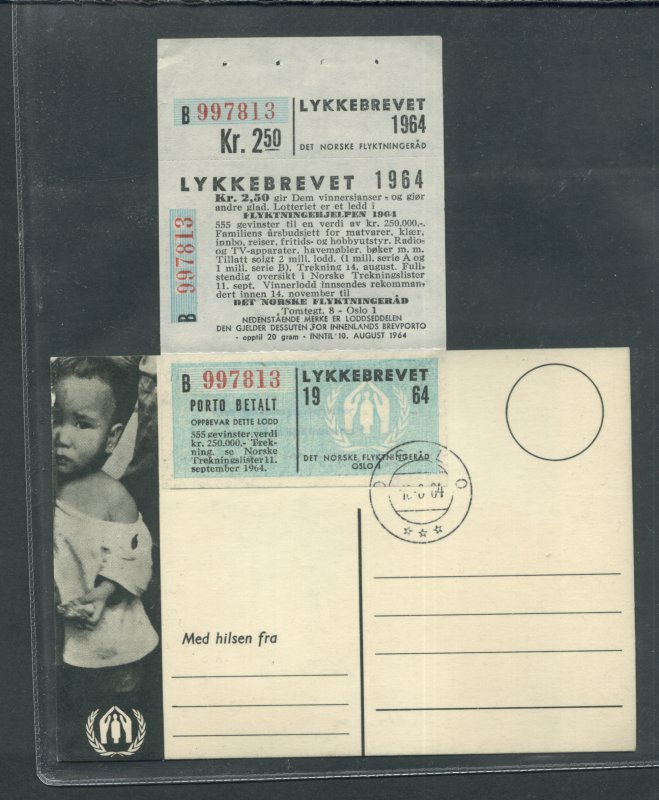 B 997813
Kr. 2,50
LYKKEBREVET
1964
DET NORSKE FLYKTNINGERÅD
LYKKEBREVET 1964
Kr. 2,50 gir Dem vinnersjanser - og gjør
andre glad. Lotteriet er et ledd i
FLYKTNINGEHJELPEN 1964
555 gevinster til en verdi av kr. 250.000,-.
Familiens årsbudsjett for matvarer, klær,
innbo, reiser, fritids- og hobbyutstyr. Radio-
og TV-apparater, havemøbler, bøker m. m.
Tillatt solgt 2 mill. lodd. (1 mill. serie A og
1 mill. serie B). Trekning 14. august. Full-
stendig oversikt i Norske Trekningslister
11. sept. Vinnerlodd innsendes rekomman-
dert innen 14. november til
DET NORSKE FLYKTNINGERÅD
Tomtegt. 8 - Oslo 1
NEDENSTÅENDE MERKE ER LODDSEDDELEN
DEN GJELDER DESSUTEN FOR INNENLANDS BREVPORTO
- opptil 20 gram - INNTIL 10. AUGUST 1964
B 997813
B 997813
PORTO BETALT
OPPBEVAR DETTE LODD
555 gevinster, verdi
kr. 250.000,- Trek-
ning. se Norske
Trekningslister 11.
september 1964.
LYKKEBREVET
19 64
DET NORSKE FLYKTNINGERÅD
OSLO 1
O L O
64
Med hilsen fra